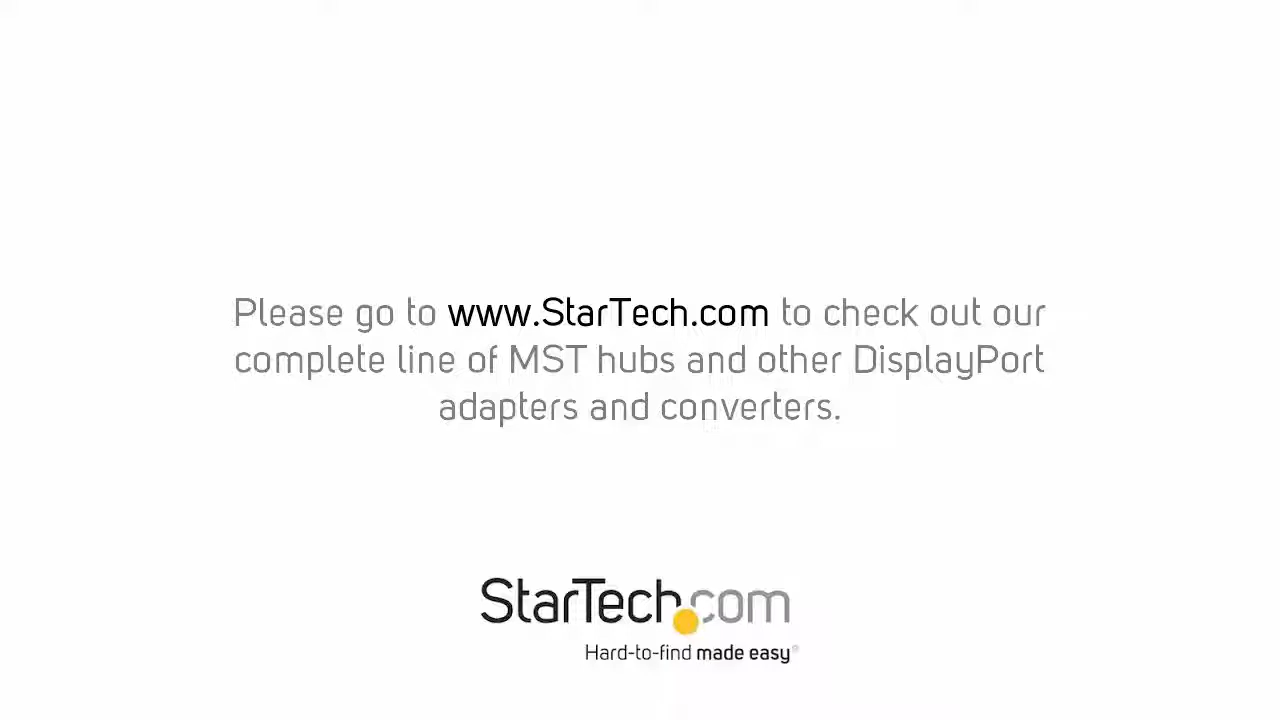 Please go to www.StarTech.com to check out our
complete line of MST hubs and other DisplayPort
adapters and converters.
StarTech.com
Hard-to-find made easy®